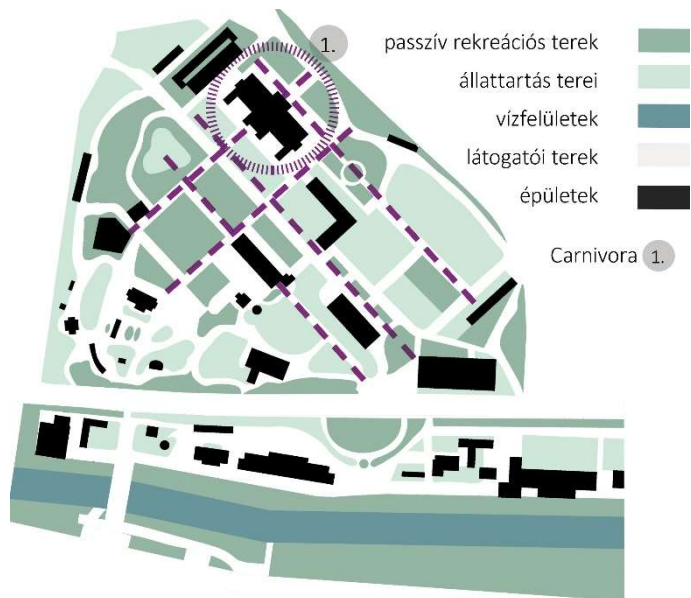 1.
passzív rekreációs terek
állattartás terei
vízfelületek
látogatói terek
épületek
Carnivora 1.